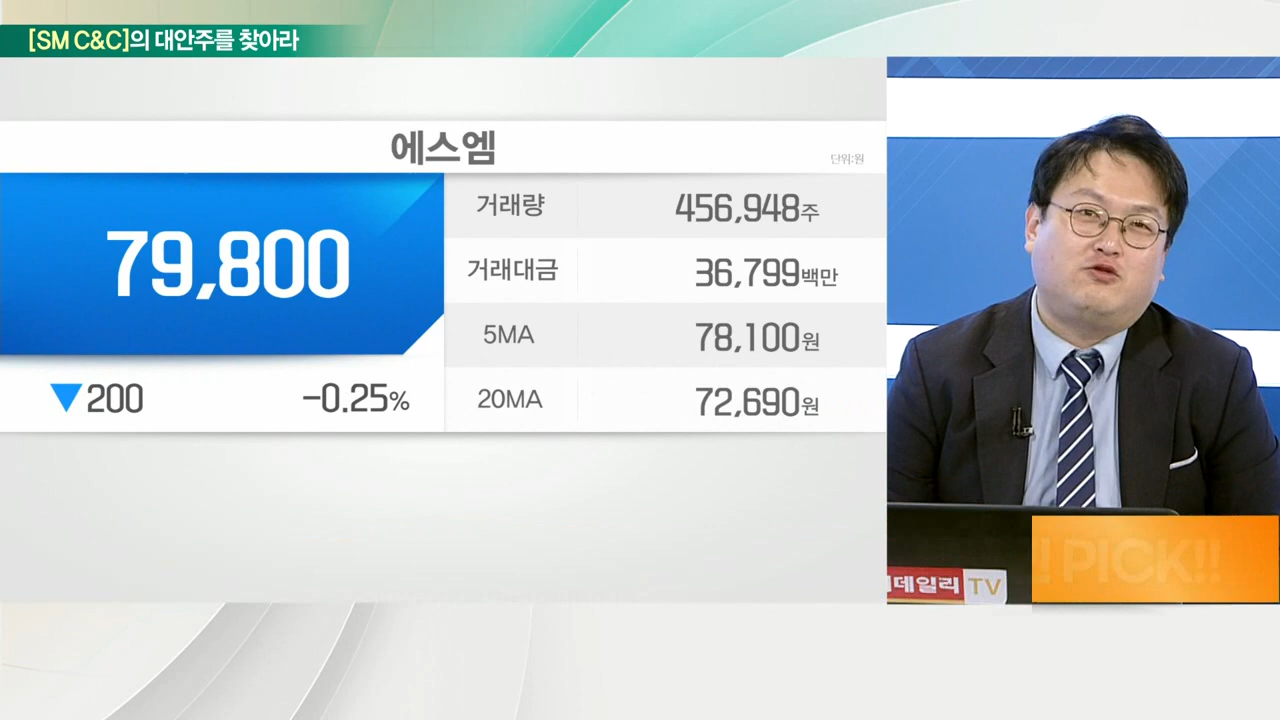 [SM C&C]의 대안주를 찾아라
에스엠
단위:원
79,800
▼200 -0.25%
거래량 456,948주
거래대금 36,799백만
5MA 78,100원
20MA 72,690원
! PICK!!
데일리 TV